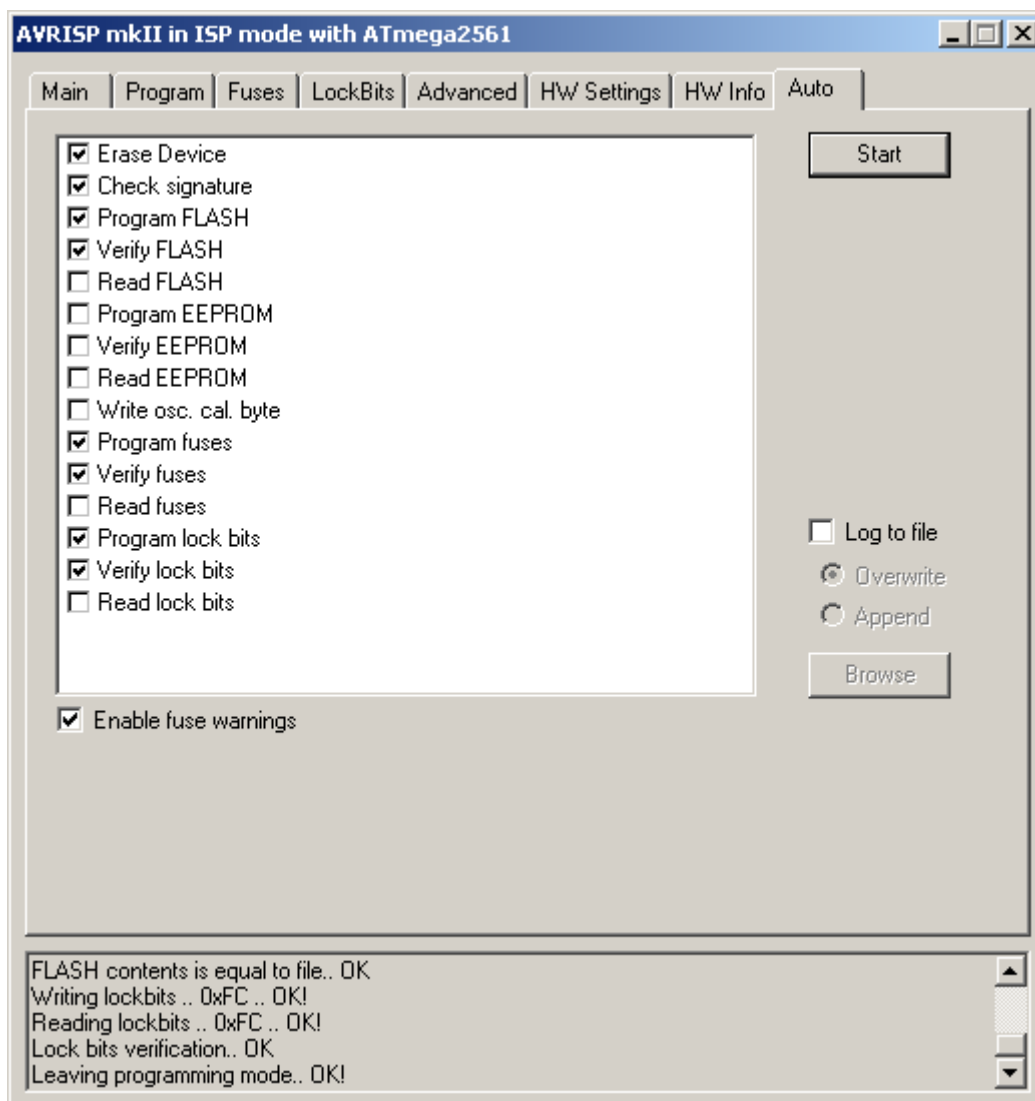 AVRISP mkII in ISP mode with ATmega2561
Main Program Fuses LockBits Advanced HW Settings HW Info Auto
Erase Device
Check signature
Program FLASH
Verify FLASH
Read FLASH
Program EEPROM
Verify EEPROM
Read EEPROM
Write osc. cal. byte
Program fuses
Verify fuses
Read fuses
Program lock bits
Verify lock bits
Read lock bits
Start
Log to file
Overwrite
Append
Browse
Enable fuse warnings
FLASH contents is equal to file.. OK
Writing lockbits .. 0xFC .. OK!
Reading lockbits .. 0xFC .. OK!
Lock bits verification.. OK
Leaving programming mode.. OK!